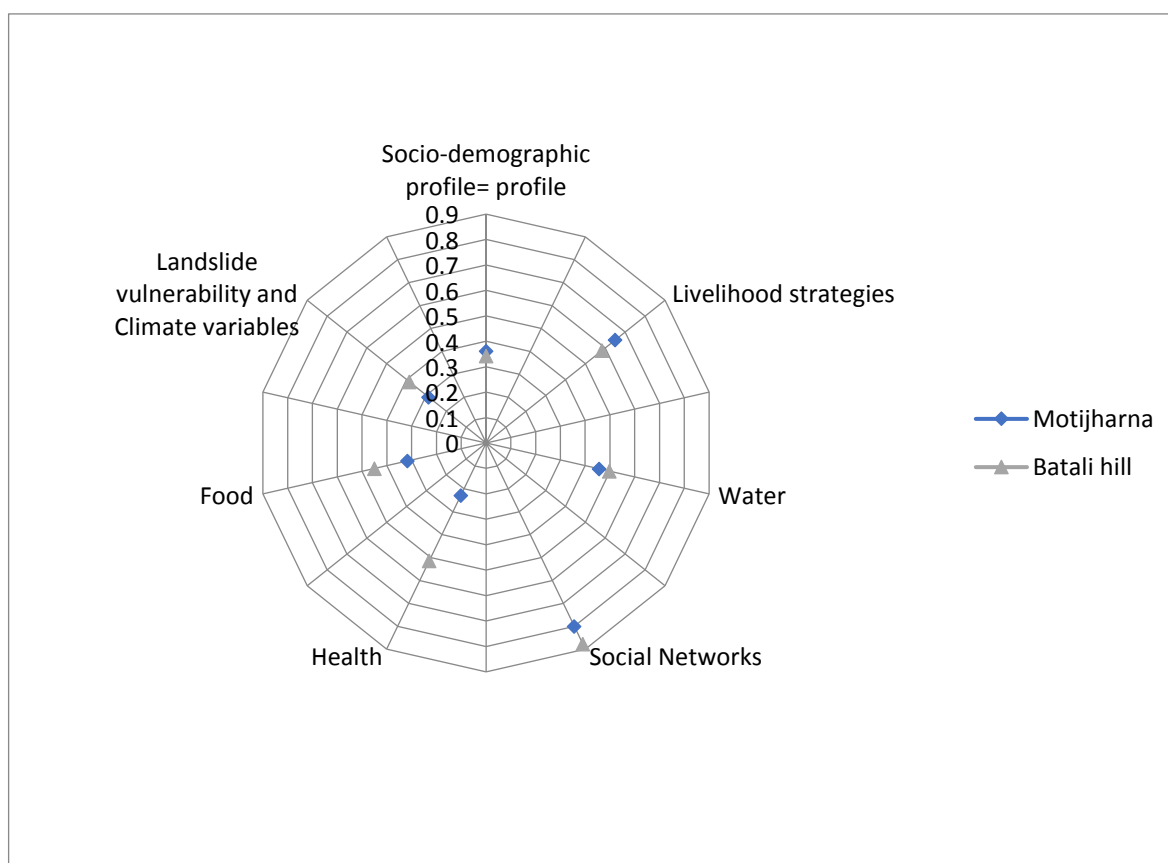 Socio-demographic
profile= profile
0.9
0.8
0.7
0.6
0.5
0.4
0.3
0.2
0.1
0
Landslide
vulnerability and
Climate variables
Livelihood strategies
Food
Water
Health
Social Networks
Motijharna
Batali hill